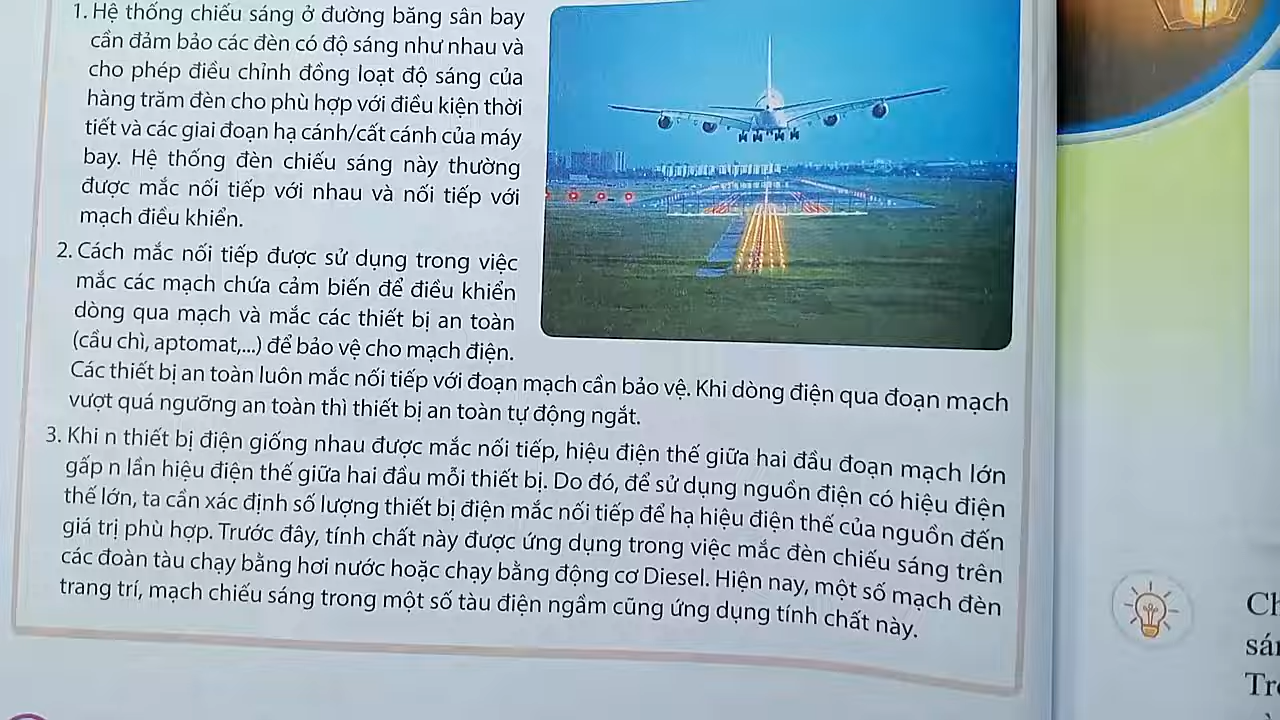 1. Hệ thống chiếu sáng ở đường băng sân bay
cần đảm bảo các đèn có độ sáng như nhau và
cho phép điều chỉnh đồng loạt độ sáng của
hàng trăm đèn cho phù hợp với điều kiện thời
tiết và các giai đoạn hạ cánh/cất cánh của máy
bay. Hệ thống đèn chiếu sáng này thường
được mắc nối tiếp với nhau và nối tiếp với
mạch điều khiển.
2. Cách mắc nối tiếp được sử dụng trong việc
mắc các mạch chứa cảm biến để điều khiển
dòng qua mạch và mắc các thiết bị an toàn
(cầu chì, aptomat,...) để bảo vệ cho mạch điện.
Các thiết bị an toàn luôn mắc nối tiếp với đoạn mạch cần bảo vệ. Khi dòng điện qua đoạn mạch
vượt quá ngưỡng an toàn thì thiết bị an toàn tự động ngắt.
3. Khi n thiết bị điện giống nhau được mắc nối tiếp, hiệu điện thế giữa hai đầu đoạn mạch lớn
gấp n lần hiệu điện thế giữa hai đầu mỗi thiết bị. Do đó, để sử dụng nguồn điện có hiệu điện
thế lớn, ta cần xác định số lượng thiết bị điện mắc nối tiếp để hạ hiệu điện thế của nguồn đến
giá trị phù hợp. Trước đây, tính chất này được ứng dụng trong việc mắc đèn chiếu sáng trên
các đoàn tàu chạy bằng hơi nước hoặc chạy bằng động cơ Diesel. Hiện nay, một số mạch đèn
trang trí, mạch chiếu sáng trong một số tàu điện ngầm cũng ứng dụng tính chất này.